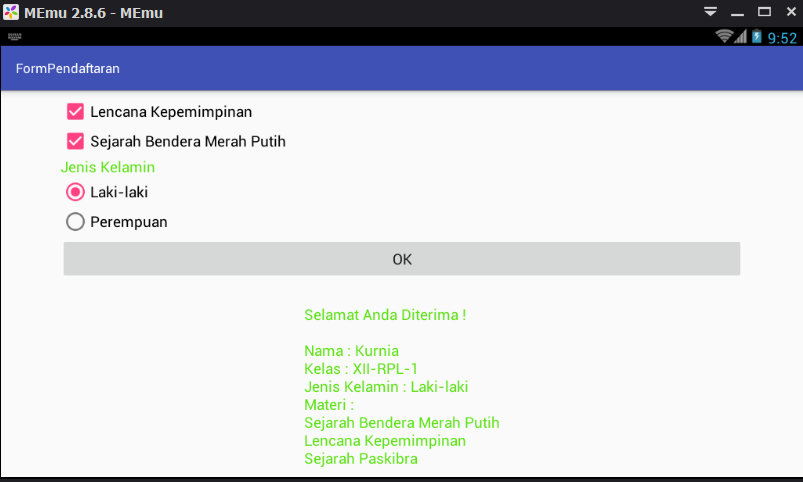 MEmu 2.8.6 - MEmu
9:52
FormPendaftaran
Lencana Kepemimpinan
Sejarah Bendera Merah Putih
Jenis Kelamin
Laki-laki
Perempuan
OK
Selamat Anda Diterima !
Nama : Kurnia
Kelas : XII-RPL-1
Jenis Kelamin : Laki-laki
Materi :
Sejarah Bendera Merah Putih
Lencana Kepemimpinan
Sejarah Paskibra